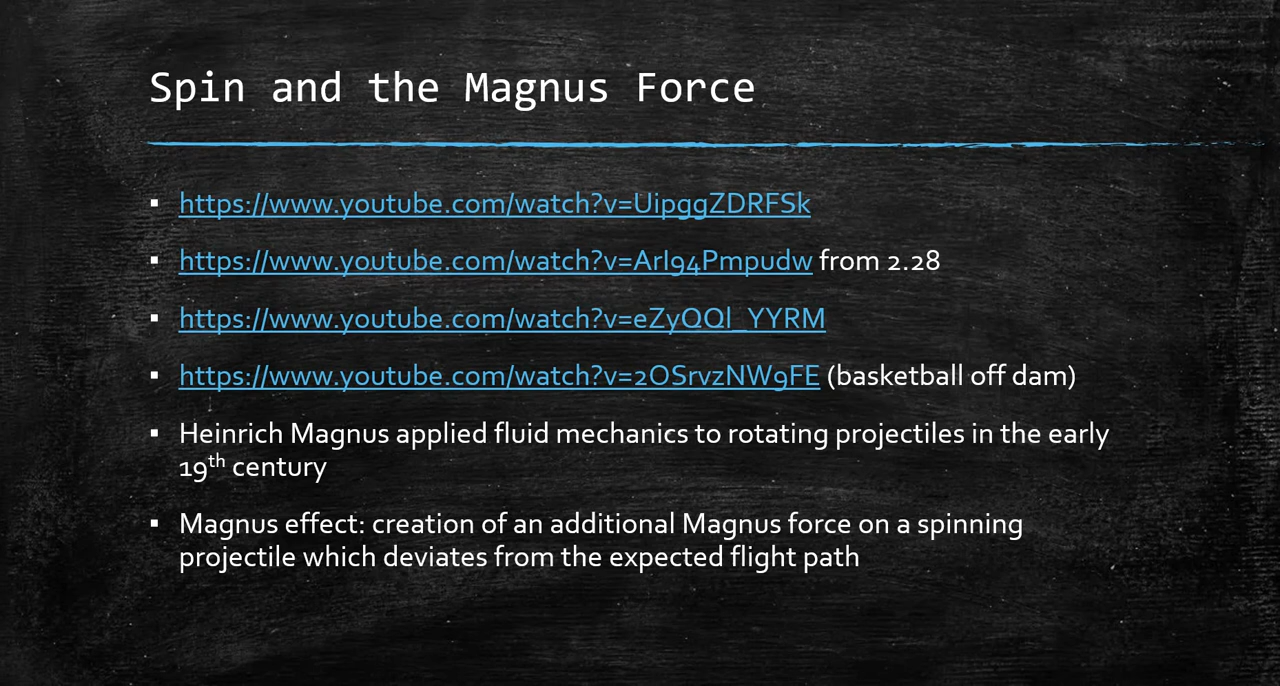 Spin and the Magnus Force
▪ https://www.youtube.com/watch?v=UipggZDRFSk
▪ https://www.youtube.com/watch?v=ArI94Pmpudw from 2.28
▪ https://www.youtube.com/watch?v=eZyQQl_YYRM
▪ https://www.youtube.com/watch?v=2OSrvzNW9FE (basketball off dam)
▪ Heinrich Magnus applied fluid mechanics to rotating projectiles in the early
19th century
▪ Magnus effect: creation of an additional Magnus force on a spinning
projectile which deviates from the expected flight path